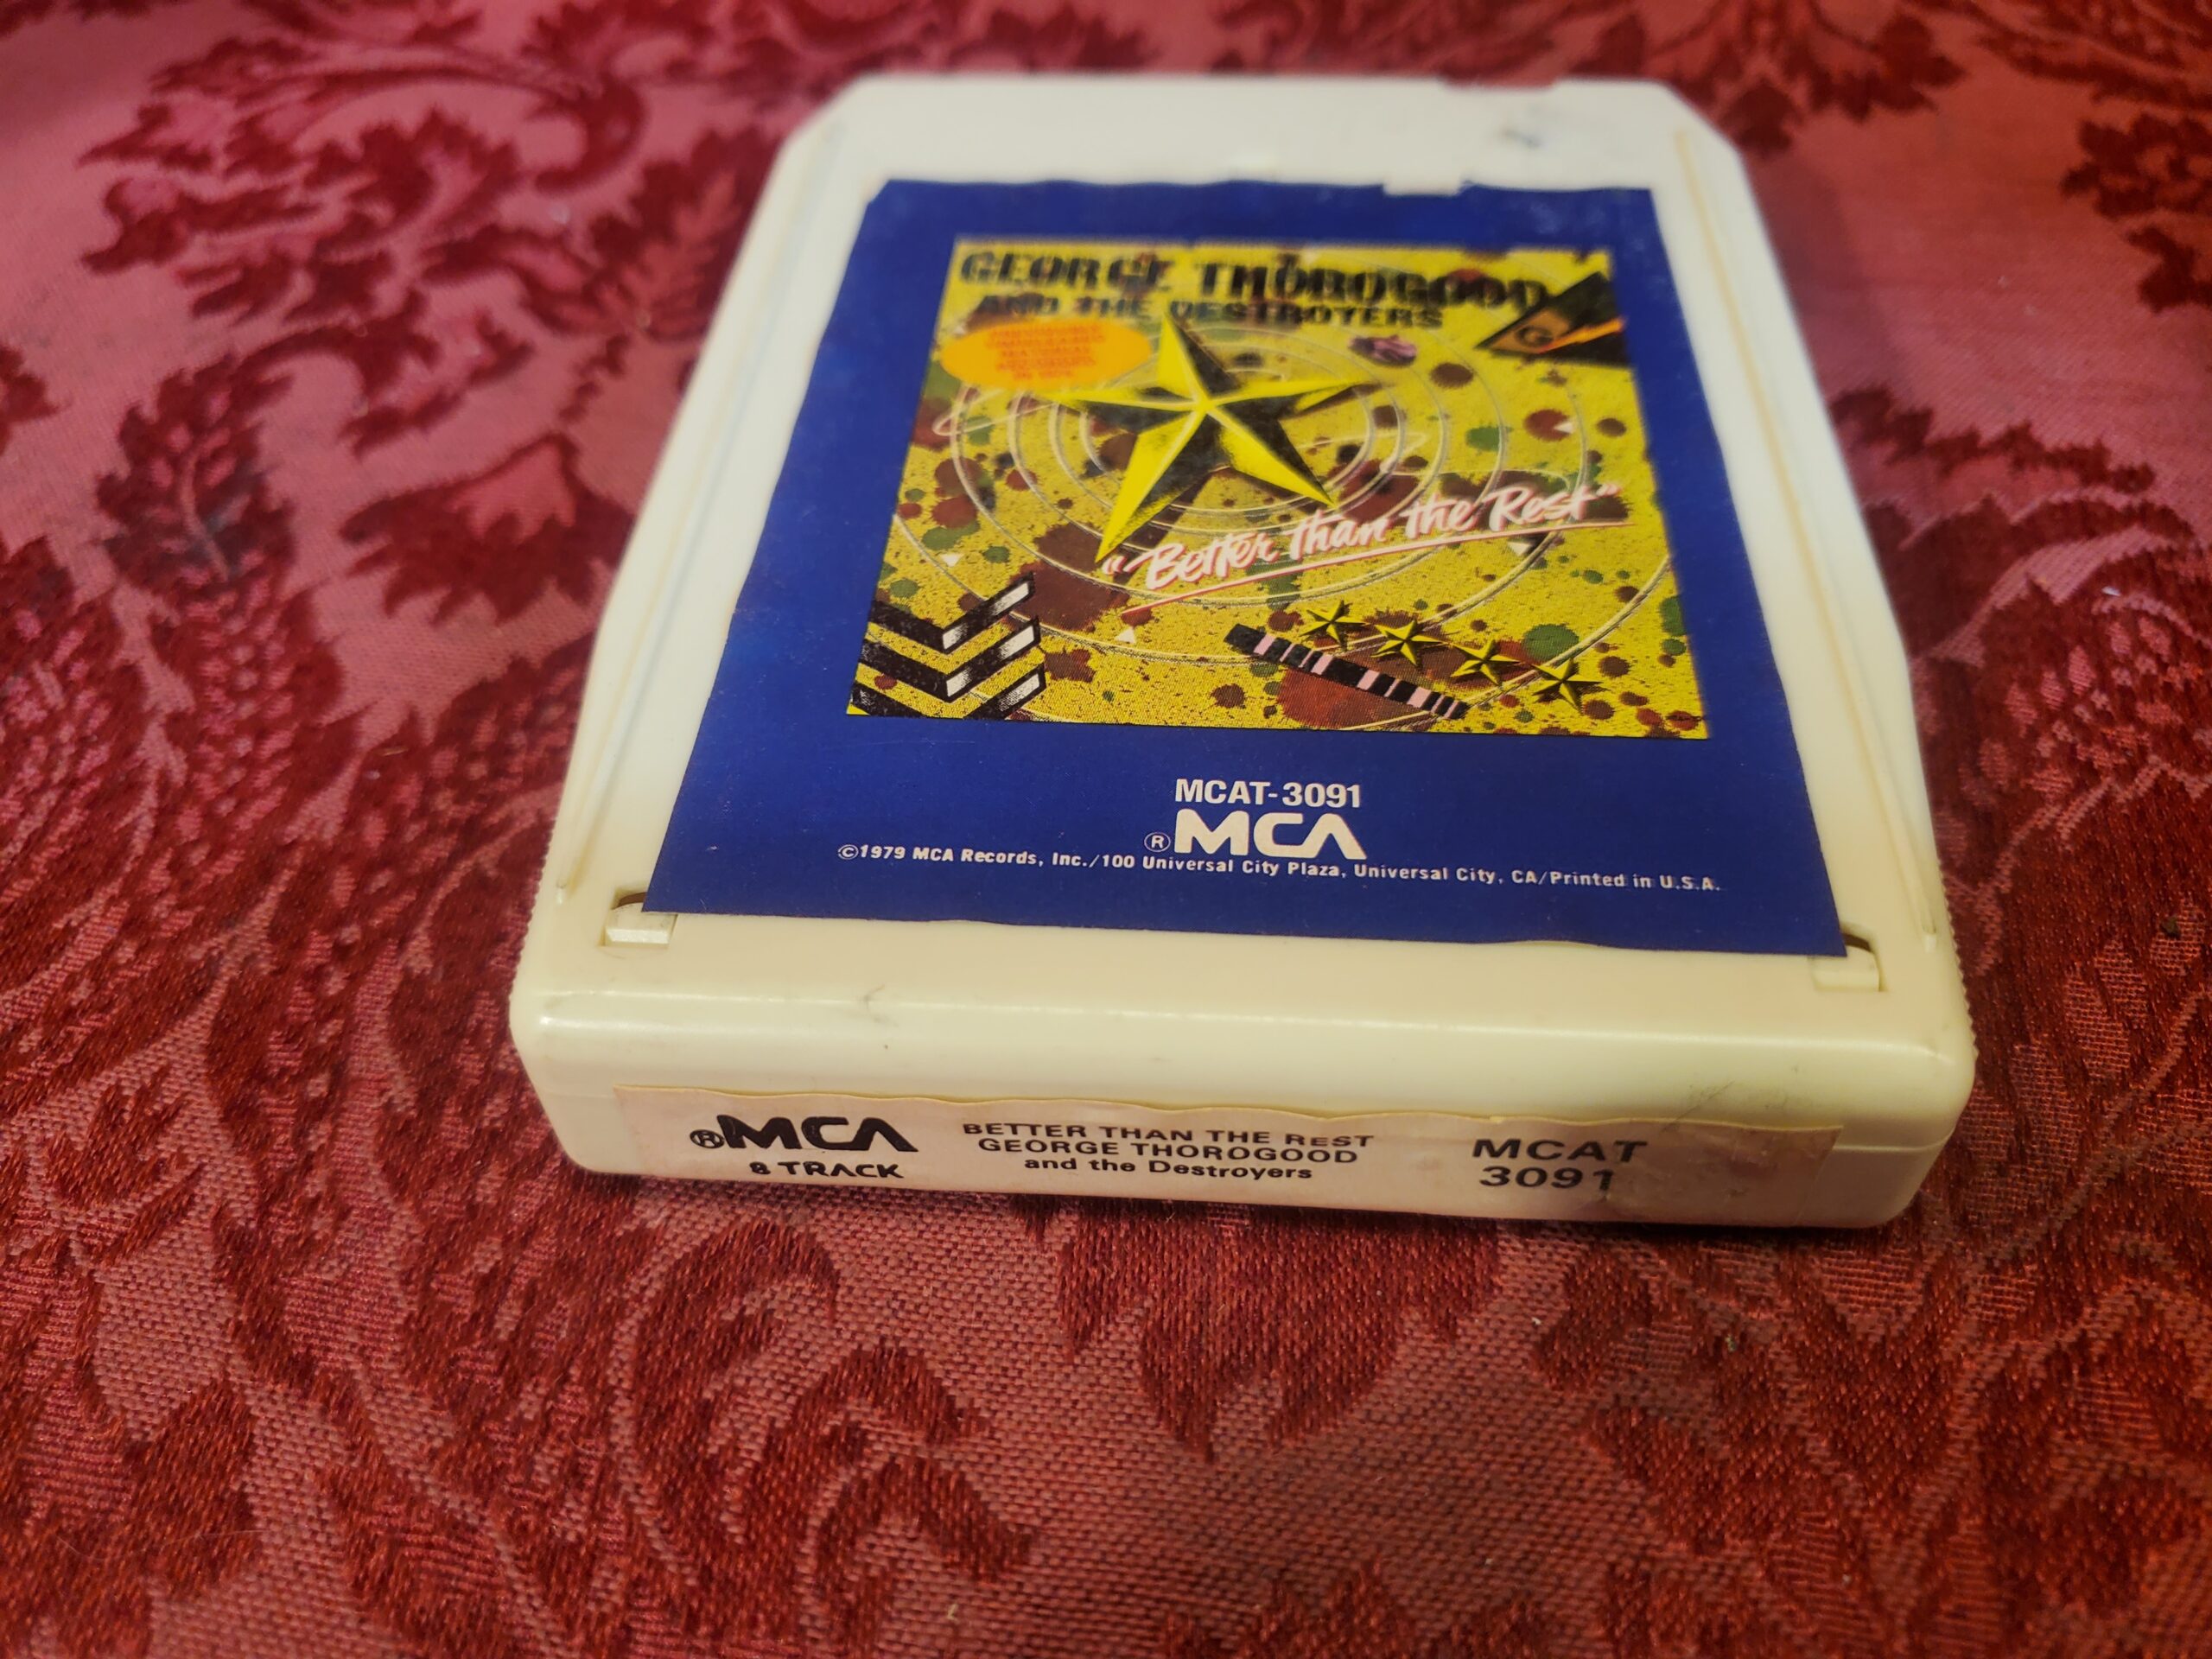 GEORGE THOROGOOD
AND THE DESTROYERS
G
"Better than the Rest"
MCAT-3091
®MCA
©1979 MCA Records, Inc./100 Universal City Plaza, Universal City, CA/Printed in U.S.A.
®MCA
8 TRACK
BETTER THAN THE REST
GEORGE THOROGOOD
and the Destroyers
MCAT
3091